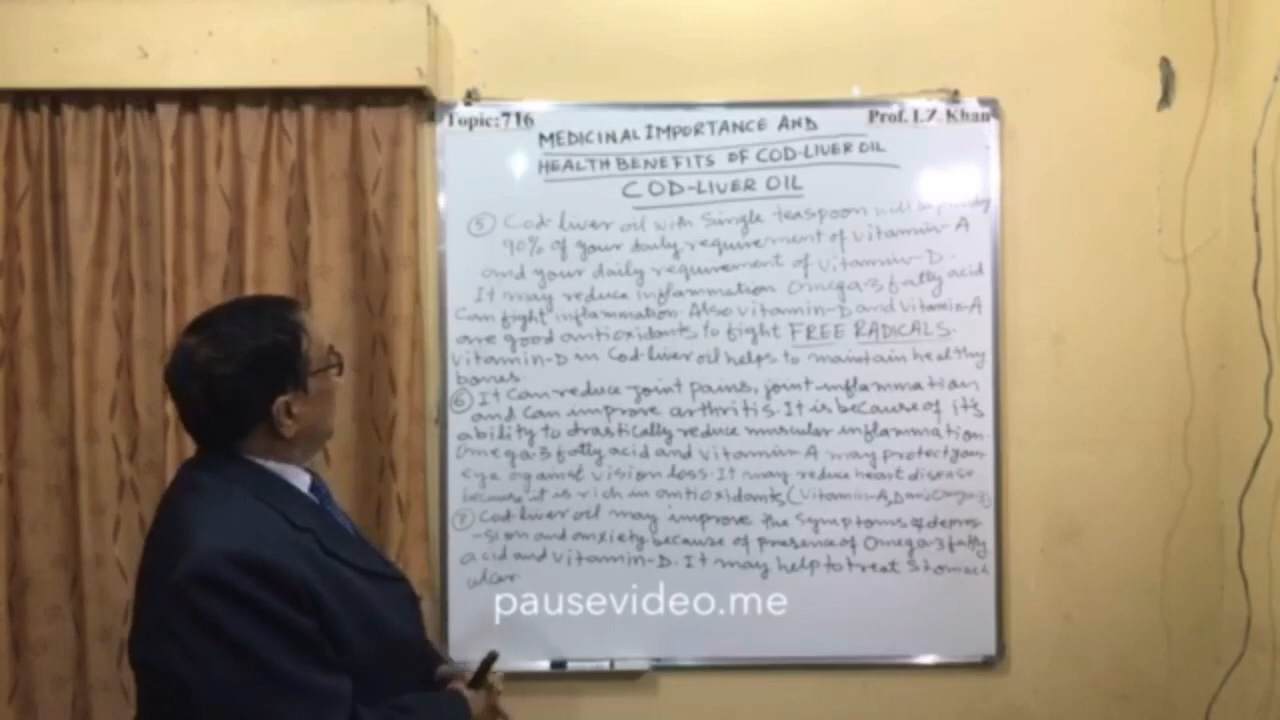 Topic:716
Prof. I.Z. Khan
MEDICINAL IMPORTANCE AND
HEALTH BENEFITS OF COD-LIVER OIL
COD-LIVER OIL
⑤ Cod-liver oil with single teaspoon will
90% of your daily requirement of vitamin-A
and your daily requirement of vitamin-D.
It may reduce inflammation Omega-3 fatty acid
Can fight inflammation. Also vitamin-D and vitamin-A
are good antioxidants to fight FREE RADICALS.
Vitamin-D in Cod-liver oil helps to maintain healthy
bones.
⑥ It can reduce joint pains, joint inflammation
and can improve arthritis. It is because of it's
ability to drastically reduce muscular inflammation.
Omega-3 fatty acid and vitamin-A may protect your
eye against vision loss. It may reduce heart disease
because it is rich in antioxidants, (Vitamin-A, D and Omega-3)
⑦ Cod-liver oil may improve the symptoms of depres
-sion and anxiety because of presence of Omega-3 fatty
acid and vitamin-D. It may help to treat stomach
ulcer.
pausevideo.me